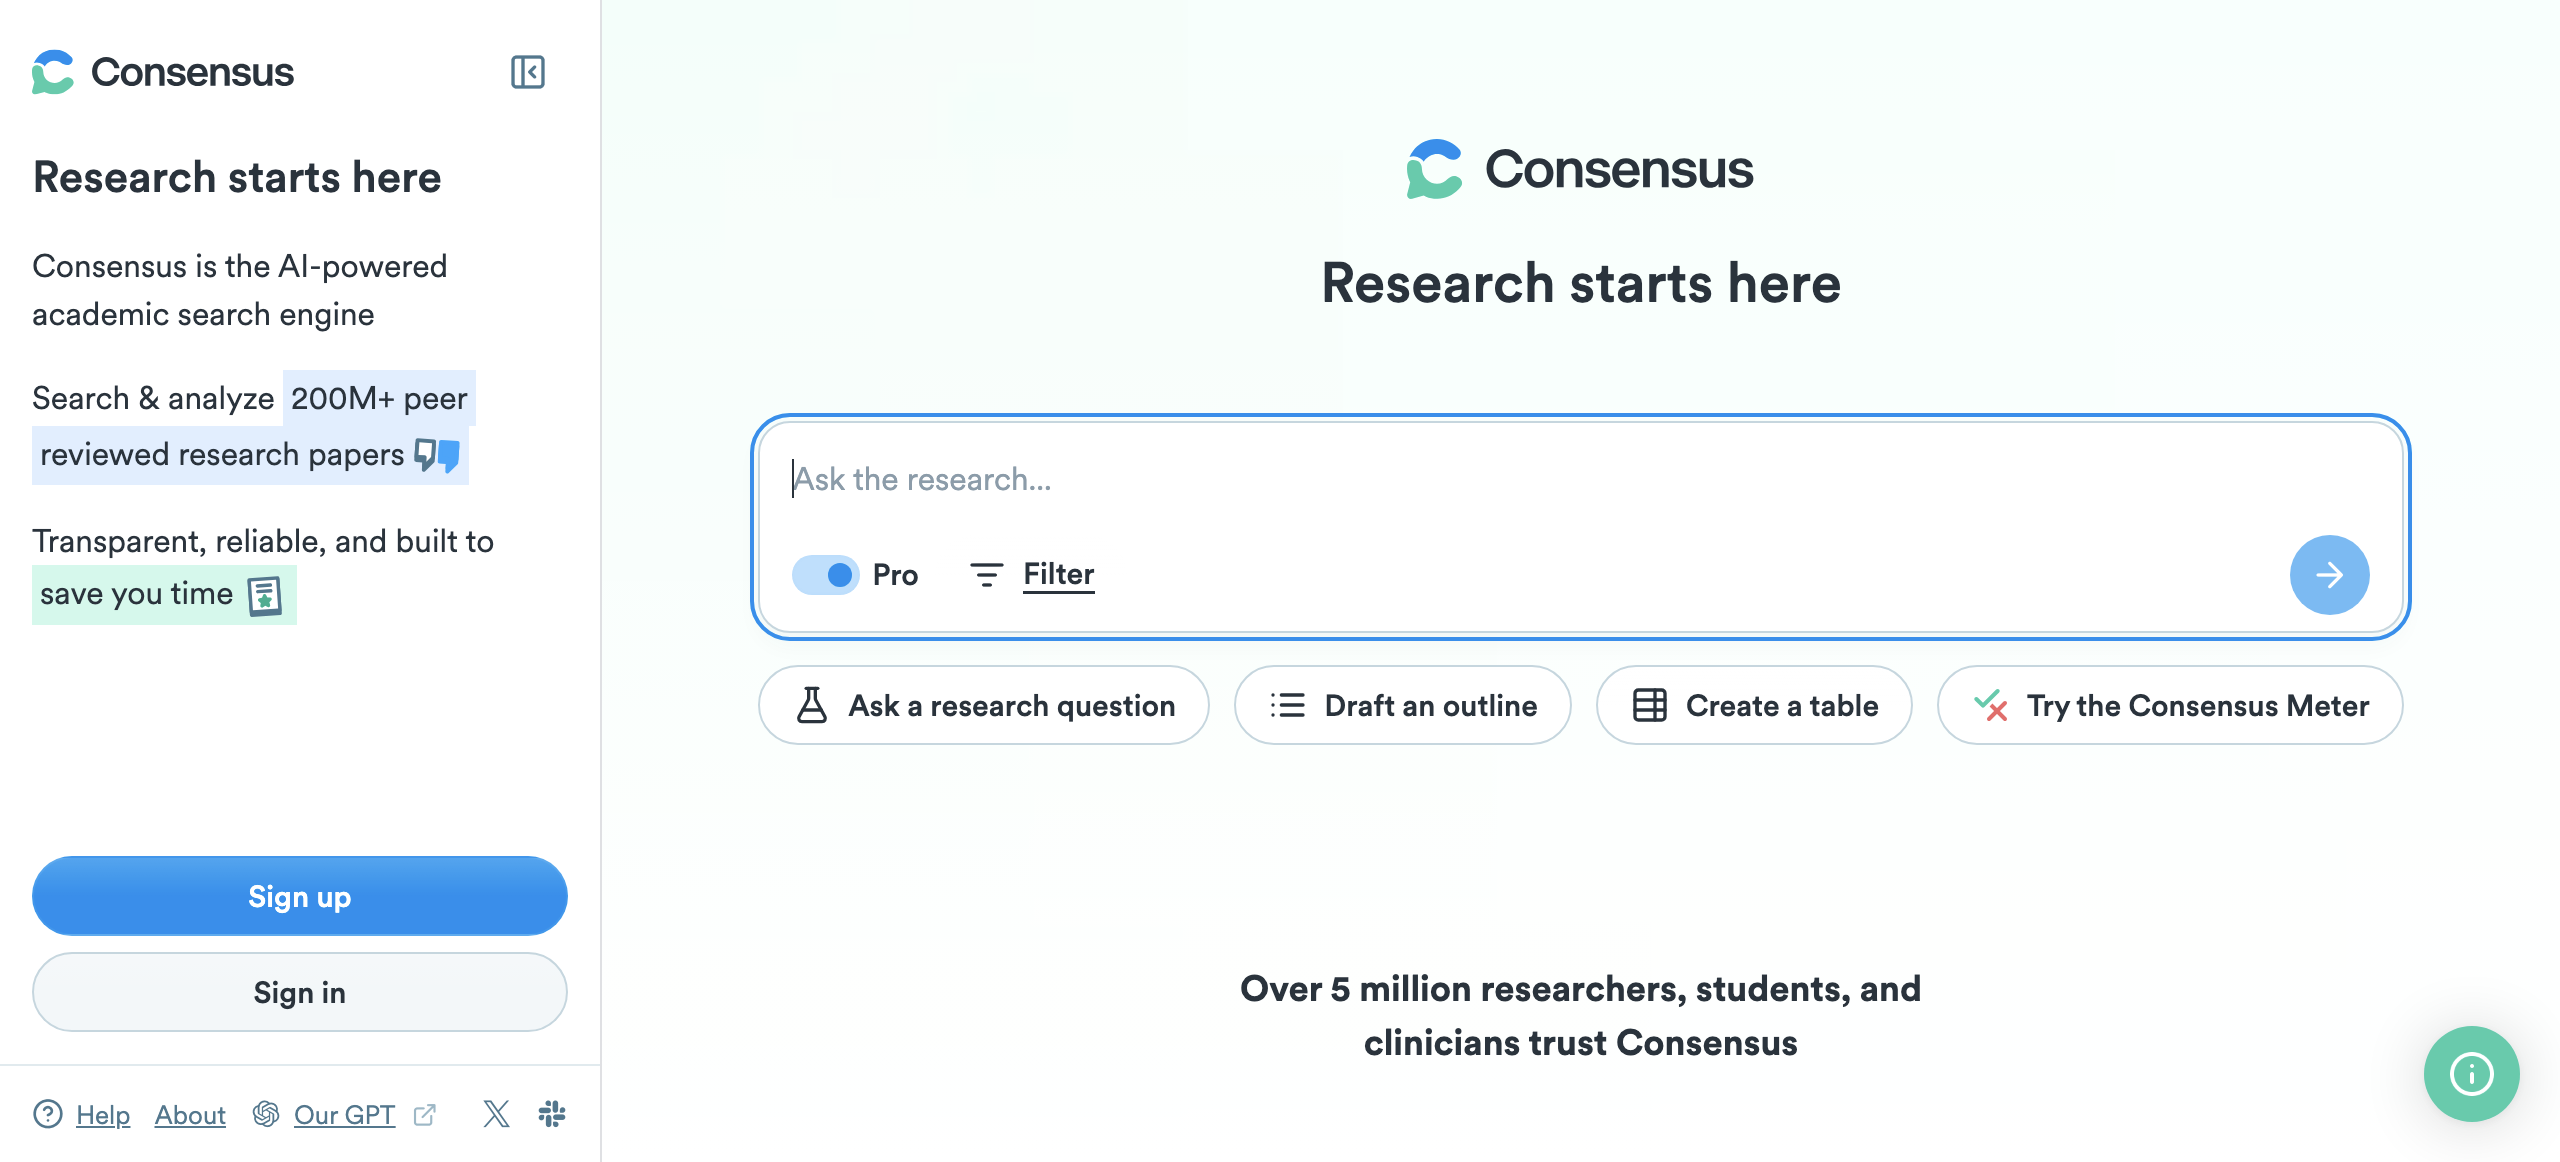 Consensus
Research starts here
Consensus is the AI-powered
academic search engine
Search & analyze 200M+ peer
reviewed research papers
Transparent, reliable, and built to
save you time
Sign up
Sign in
Help About Our GPT
Consensus
Research starts here
Ask the research...
Pro Filter
Ask a research question Draft an outline Create a table Try the Consensus Meter
Over 5 million researchers, students, and
clinicians trust Consensus